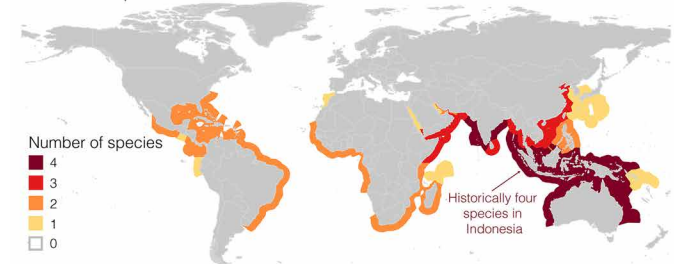 Number of species
4
3
2
1
0
Historically four
species in
Indonesia